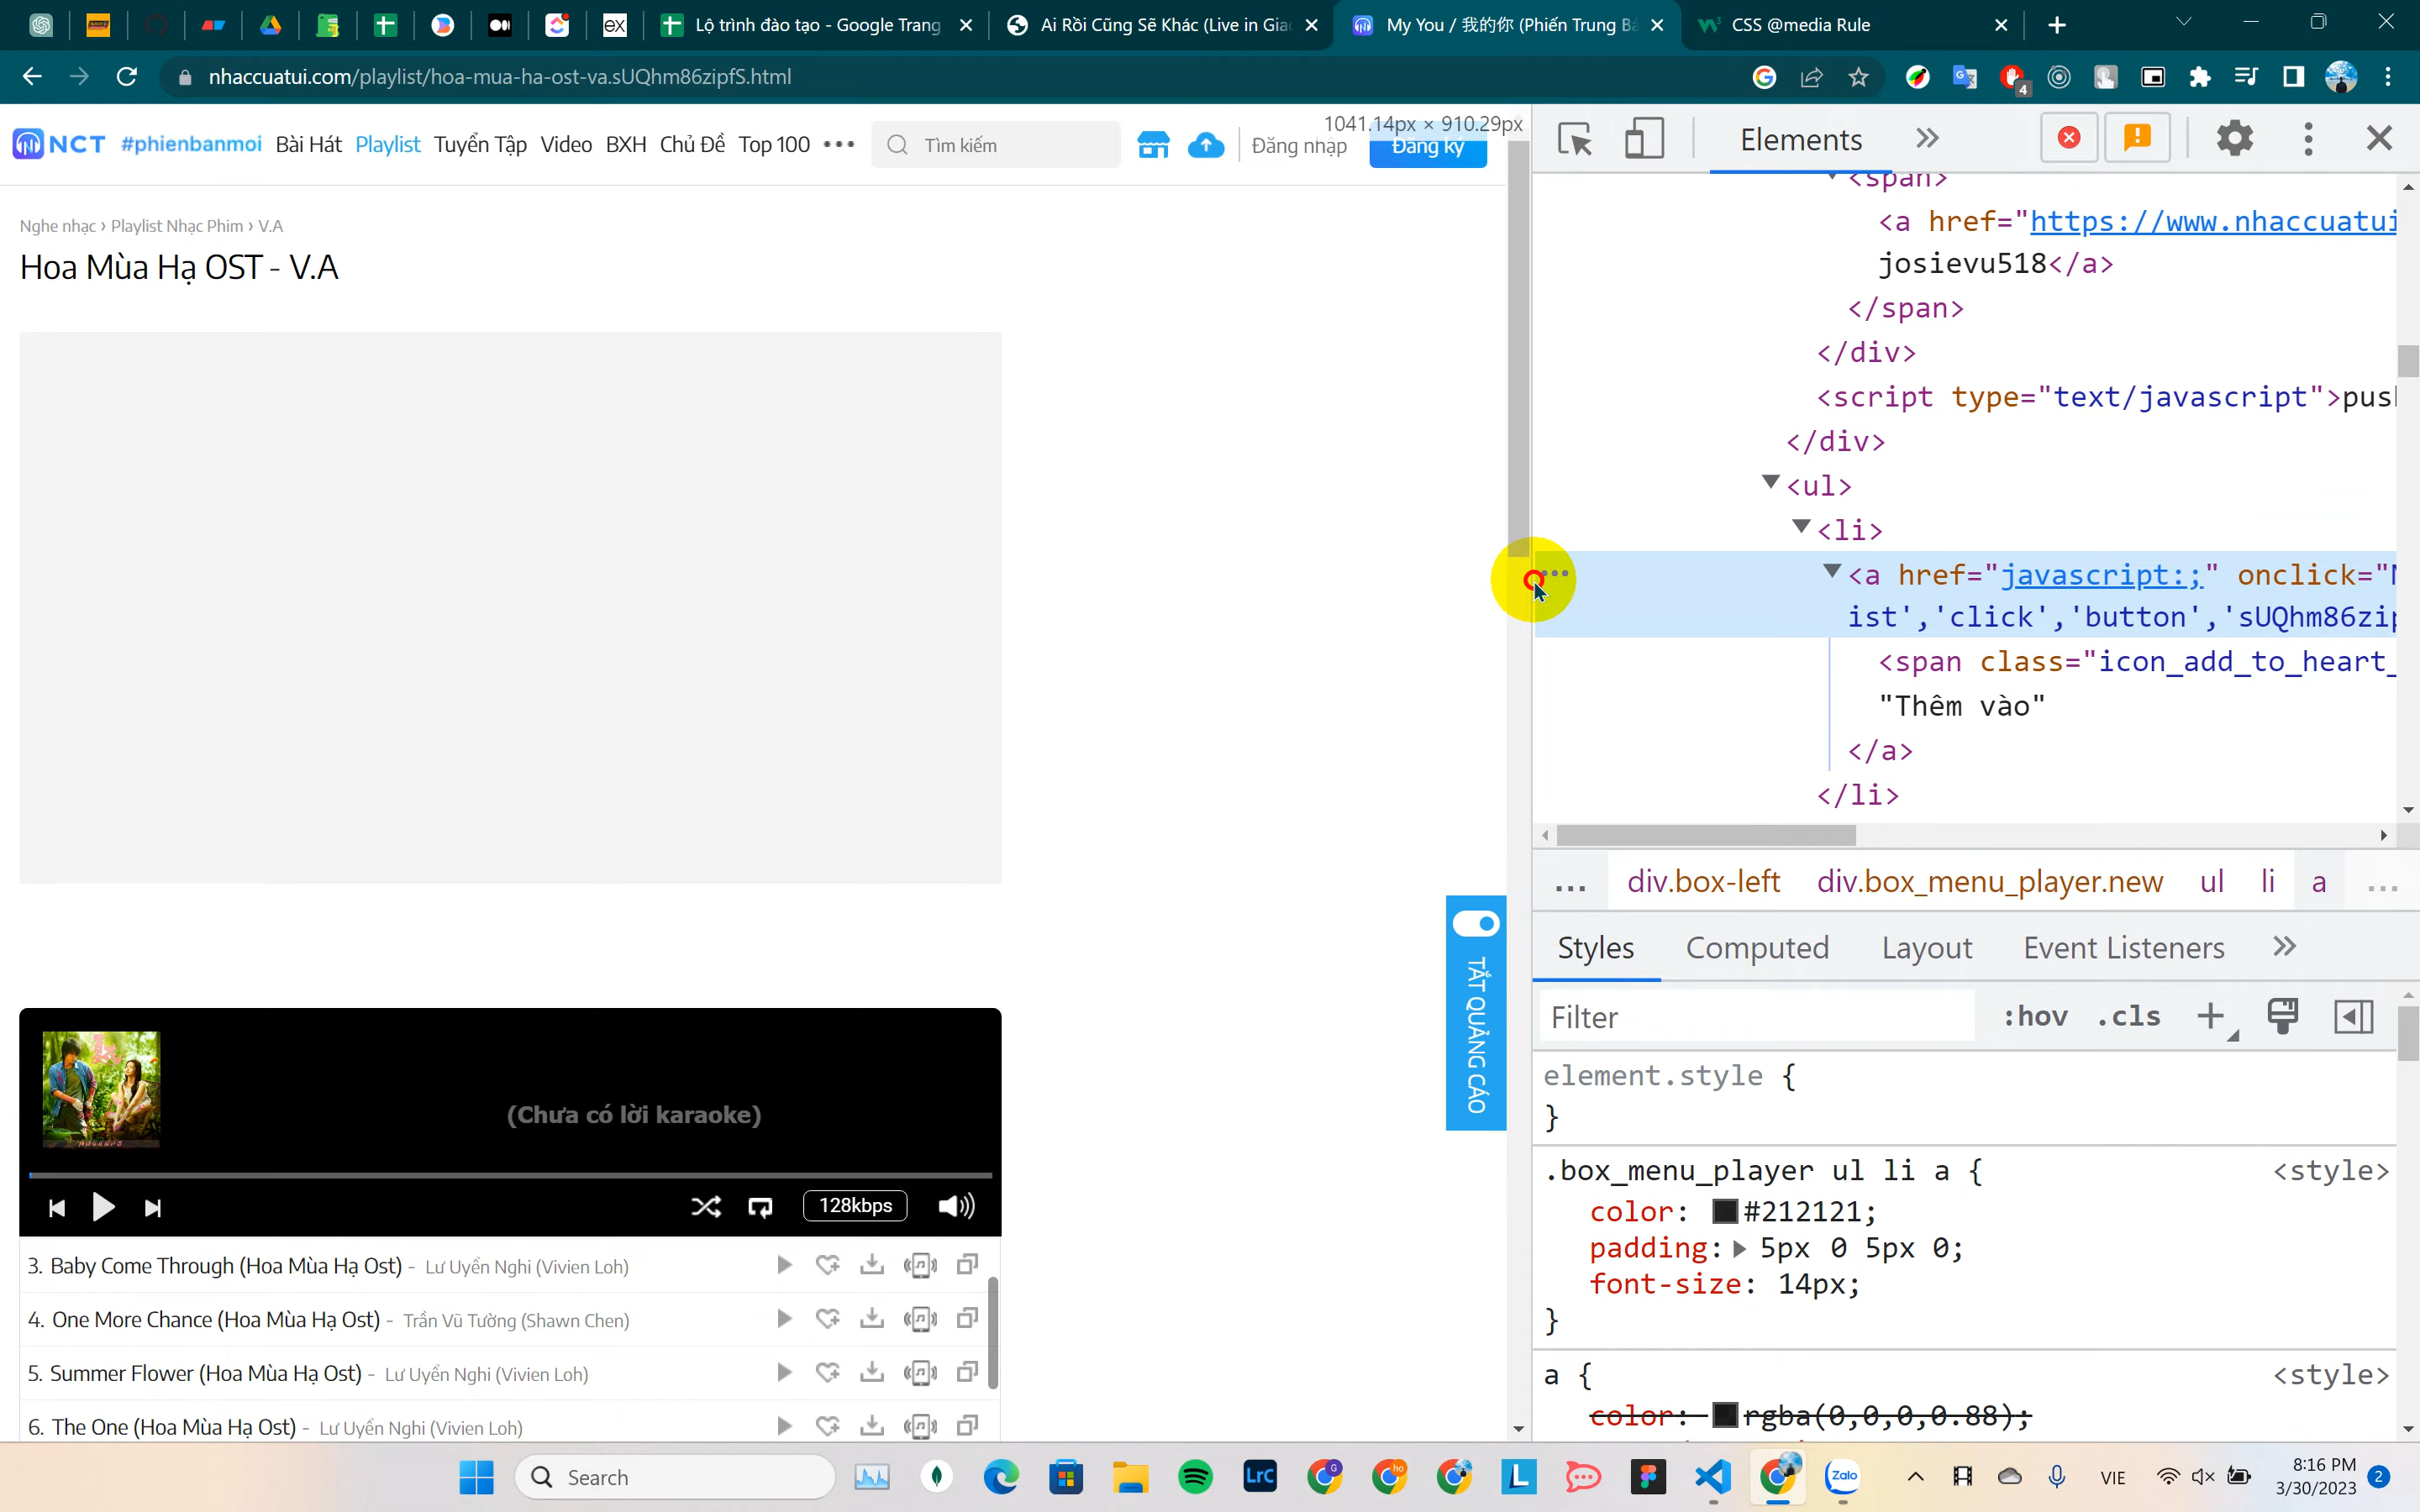 Lộ trình đào tạo - Google Trang
Ai Rồi Cũng Sẽ Khác (Live in Gia
My You / 我的你 (Phiến Trung Bả
CSS @media Rule
nhaccuatui.com/playlist/hoa-mua-ha-ost-va.sUQhm86zipfS.html
4
NCT #phienbanmoi Bài Hát Playlist Tuyển Tập Video BXH Chủ Đề Top 100 ••• Tìm kiếm Đăng nhập Đăng ký
1041.14px × 910.29px
Nghe nhạc › Playlist Nhạc Phim › V.A
Hoa Mùa Hạ OST - V.A
TẮT QUẢNG CÁO
(Chưa có lời karaoke)
128kbps
3. Baby Come Through (Hoa Mùa Hạ Ost) - Lư Uyển Nghi (Vivien Loh)
4. One More Chance (Hoa Mùa Hạ Ost) - Trần Vũ Tường (Shawn Chen)
5. Summer Flower (Hoa Mùa Hạ Ost) - Lư Uyển Nghi (Vivien Loh)
6. The One (Hoa Mùa Hạ Ost) - Lư Uyển Nghi (Vivien Loh)
Elements
<span>
<a href="https://www.nhaccuatui
josievu518</a>
</span>
</div>
<script type="text/javascript">pus
</div>
<ul>
<li>
<a href="javascript:;" onclick="N
ist','click','button','sUQhm86zip
<span class="icon_add_to_heart_
"Thêm vào"
</a>
</li>
... div.box-left div.box_menu_player.new ul li a ...
Styles Computed Layout Event Listeners
Filter :hov .cls
element.style {
}
.box_menu_player ul li a { <style>
color: #212121;
padding: 5px 0 5px 0;
font-size: 14px;
}
a { <style>
color: rgba(0,0,0,0.88);
Search
LrC
Zalo
VIE
8:16 PM
3/30/2023
2